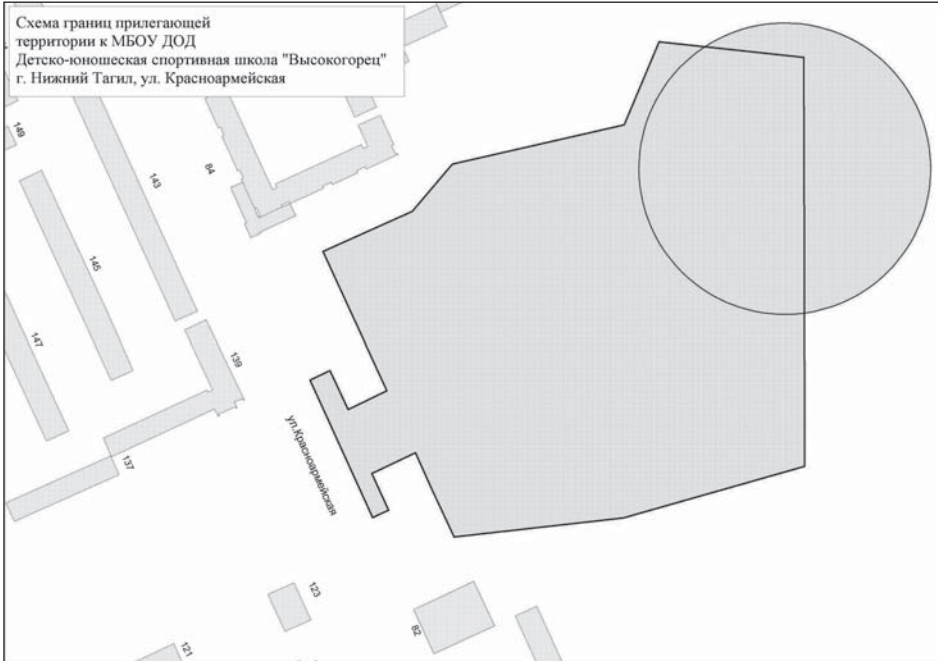 Схема границ прилегающей
территории к МБОУ ДОД
Детско-юношеская спортивная школа "Высокогорец"
г. Нижний Тагил, ул. Красноармейская
149
143
84
145
147
139
ул.Красноармейская
137
123
82
121